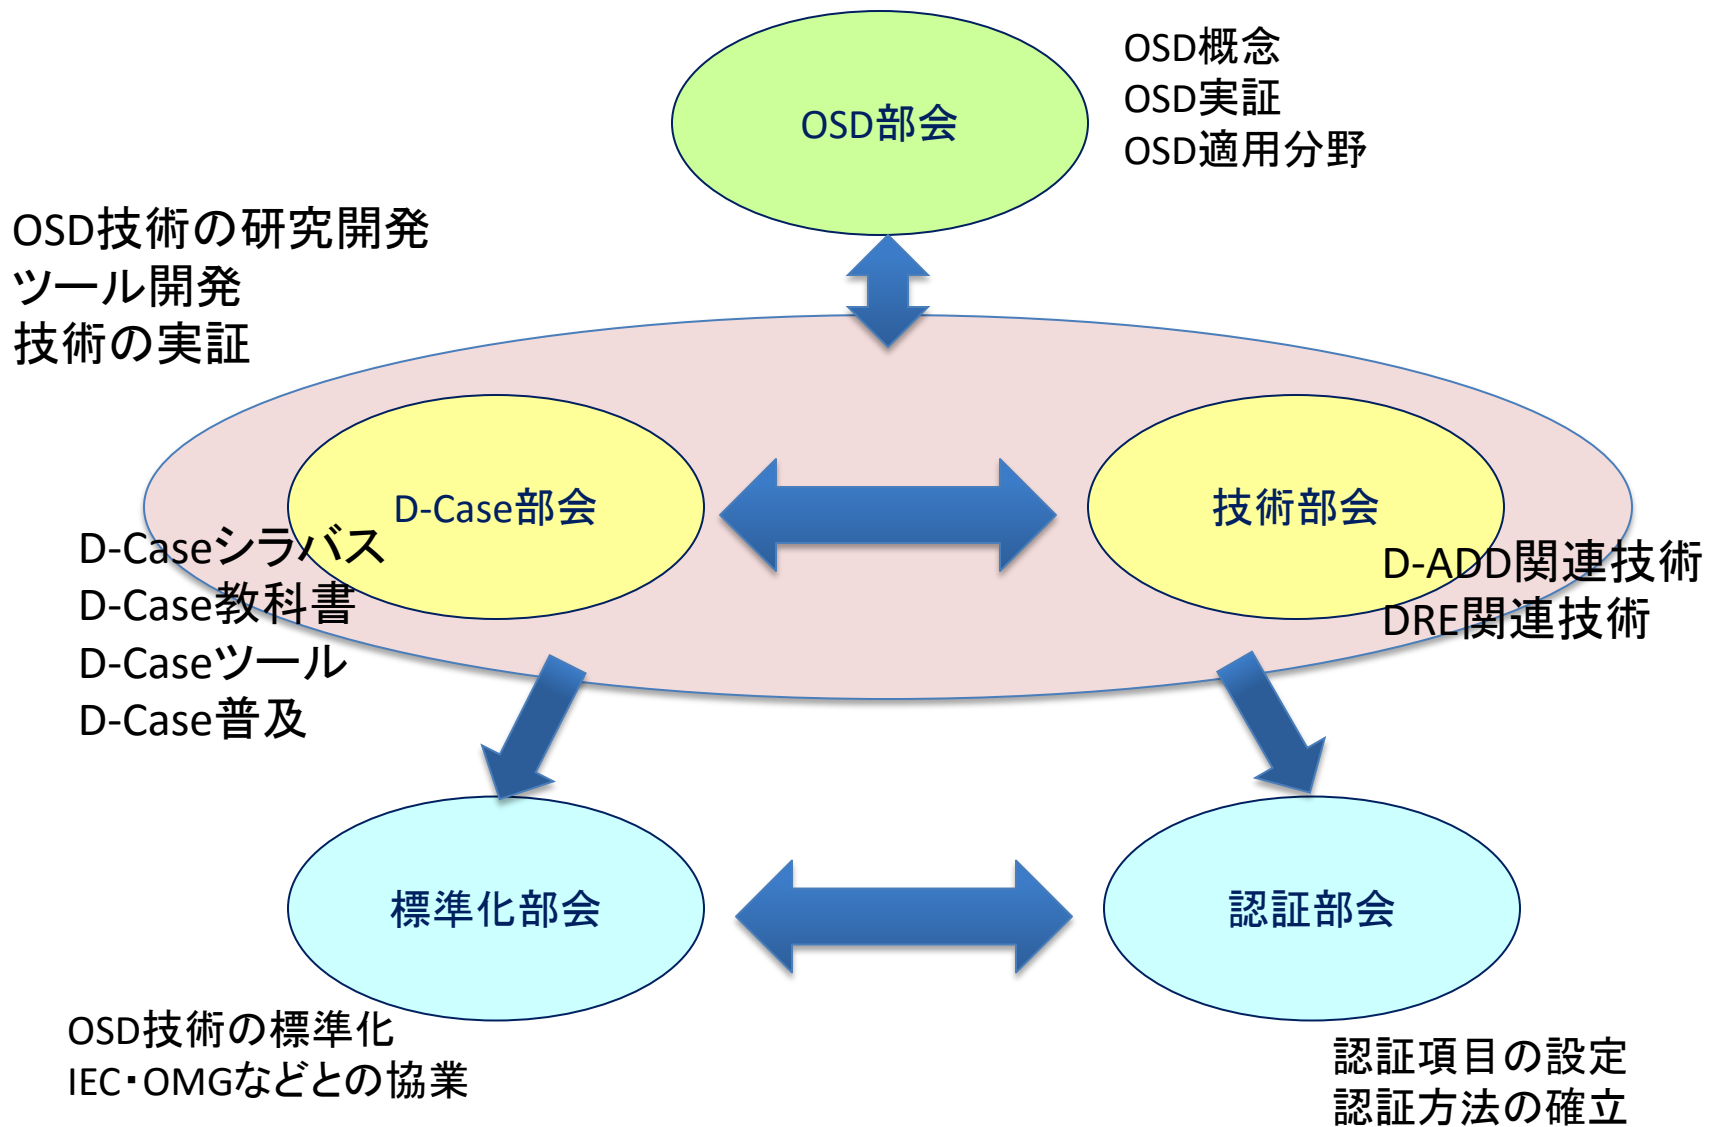 OSD部会
OSD概念
OSD実証
OSD適用分野
OSD技術の研究開発
ツール開発
技術の実証
D-Case部会
技術部会
D-Caseシラバス
D-Case教科書
D-Caseツール
D-Case普及
D-ADD関連技術
DRE関連技術
標準化部会
認証部会
OSD技術の標準化
IEC・OMGなどとの協業
認証項目の設定
認証方法の確立